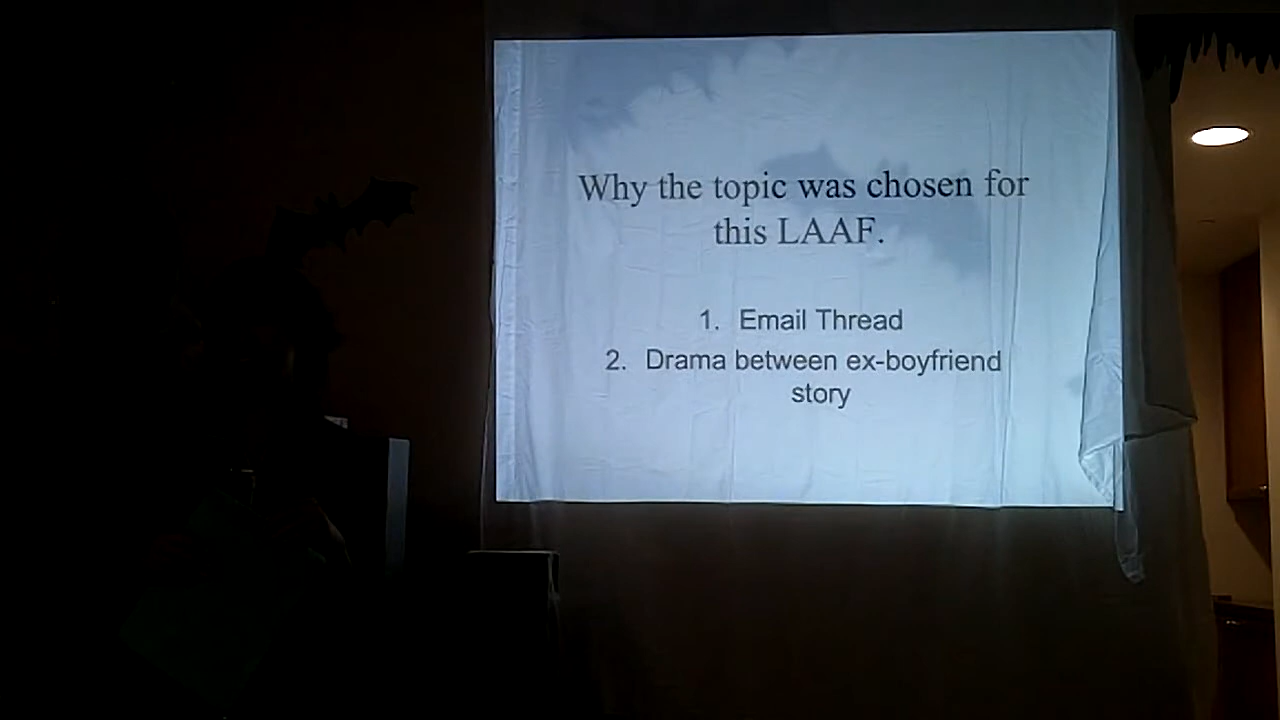 Why the topic was chosen for
this LAAF.
1. Email Thread
2. Drama between ex-boyfriend
story